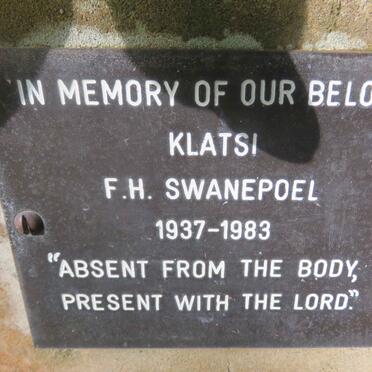 IN MEMORY OF OUR BELO
KLATSI
F.H. SWANEPOEL
1937-1983
"ABSENT FROM THE BODY,
PRESENT WITH THE LORD."